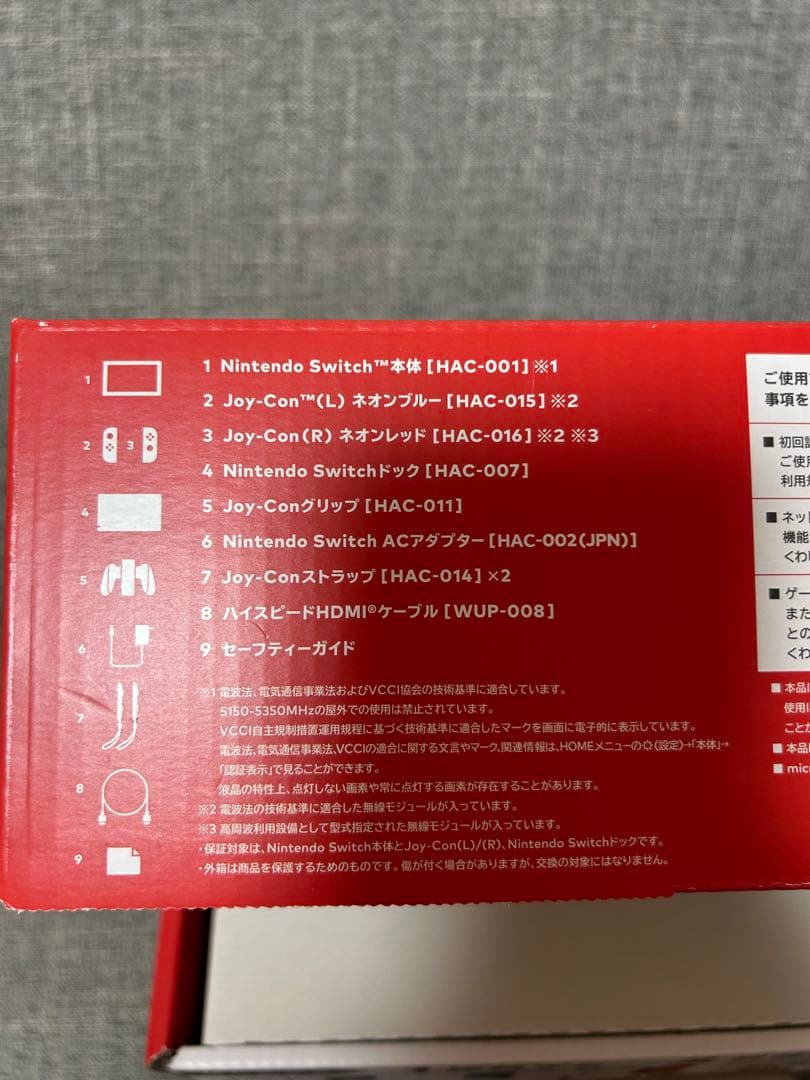 1 Nintendo Switch™本体 [HAC-001] ※1
2 Joy-Con™(L) ネオンブルー [HAC-015] ※2
3 Joy-Con(R) ネオンレッド [HAC-016] ※2 ※3
4 Nintendo Switchドック [HAC-007]
5 Joy-Conグリップ [HAC-011]
6 Nintendo Switch ACアダプター [HAC-002(JPN)]
7 Joy-Conストラップ [HAC-014] ×2
8 ハイスピードHDMI®ケーブル [WUP-008]
9 セーフティーガイド
1
2
3
4
5
6
7
8
9
※1 電波法、電気通信事業法およびVCCI協会の技術基準に適合しています。
5150-5350MHzの屋外での使用は禁止されています。
VCCI自主規制措置運用規程に基づく技術基準に適合したマークを画面に電子的に表示しています。
電波法、電気通信事業法、VCCIの適合に関する文言やマーク、関連情報は、HOMEメニューの(設定)→「本体」→
「認証表示」で見ることができます。
液晶の特性上、点灯しない画素や常に点灯する画素が存在することがあります。
※2 電波法の技術基準に適合した無線モジュールが入っています。
※3 高周波利用設備として型式指定された無線モジュールが入っています。
・保証対象は、Nintendo Switch本体とJoy-Con(L)/(R)、Nintendo Switchドックです。
・外箱は商品を保護するためのものです。傷が付く場合がありますが、交換の対象にはなりません。
ご使用
事項を
■ 初回
ご使
利用
■ ネッ
機能
くわ
■ ゲー
また
との
くわ
■ 本品
使用に
ことが
■ 本品
■ micr